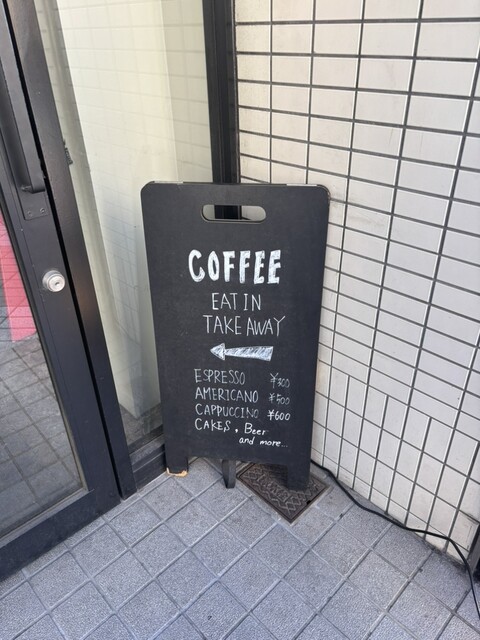 COFFEE
EAT IN
TAKE AWAY
ESPRESSO ¥300
AMERICANO ¥500
CAPPUCCINO ¥600
CAKES, Beer
and more...